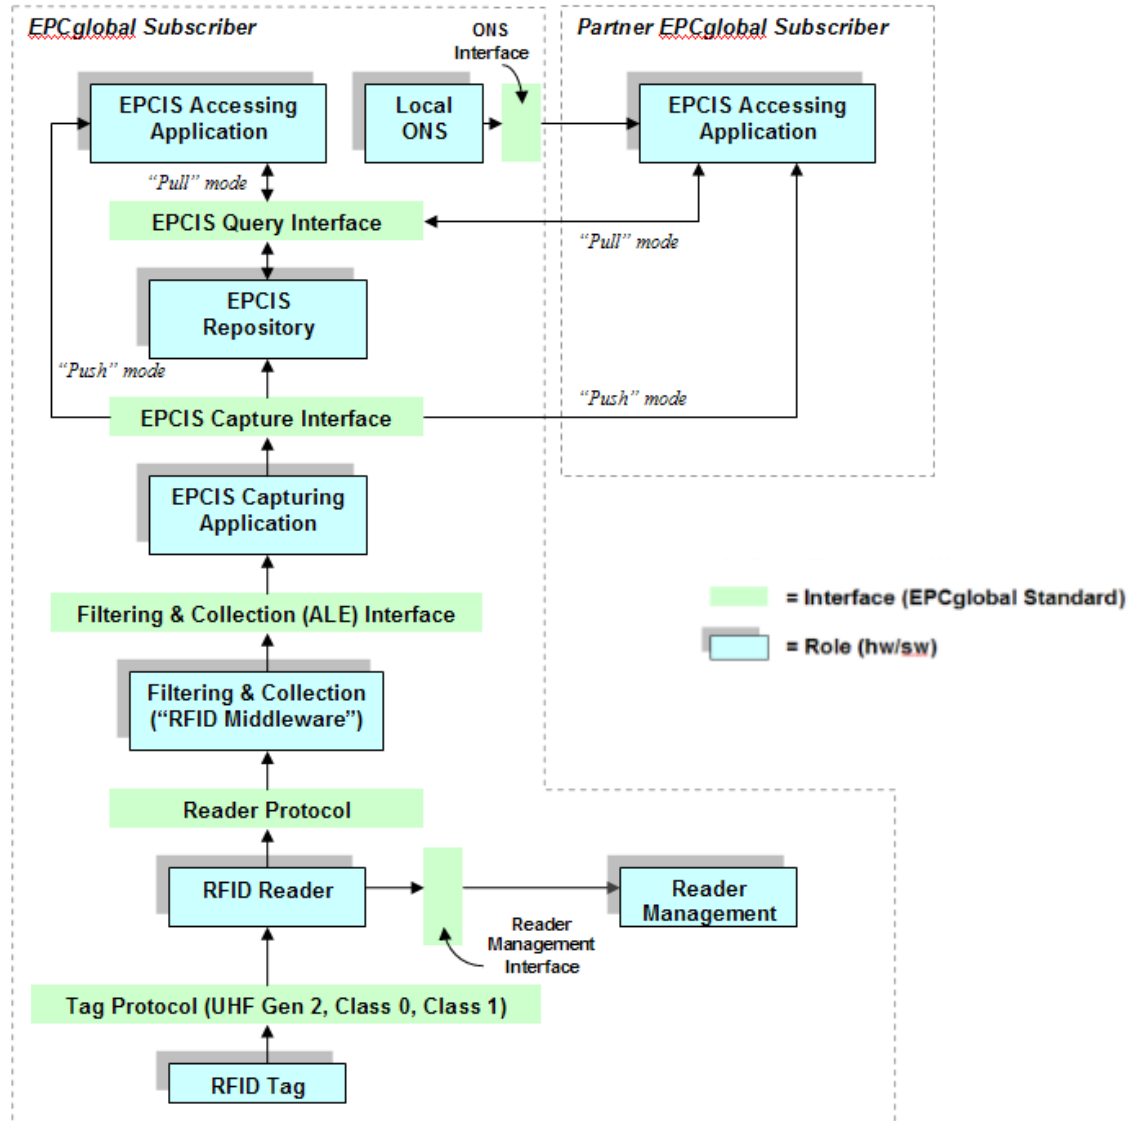 EPCglobal Subscriber
ONS
Interface
Partner EPCglobal Subscriber
EPCIS Accessing
Application
Local
ONS
EPCIS Accessing
Application
“Pull” mode
EPCIS Query Interface
“Pull” mode
EPCIS
Repository
“Push” mode
“Push” mode
EPCIS Capture Interface
EPCIS Capturing
Application
Filtering & Collection (ALE) Interface
= Interface (EPCglobal Standard)
= Role (hw/sw)
Filtering & Collection
(“RFID Middleware”)
Reader Protocol
RFID Reader
Reader
Management
Reader
Management
Interface
Tag Protocol (UHF Gen 2, Class 0, Class 1)
RFID Tag